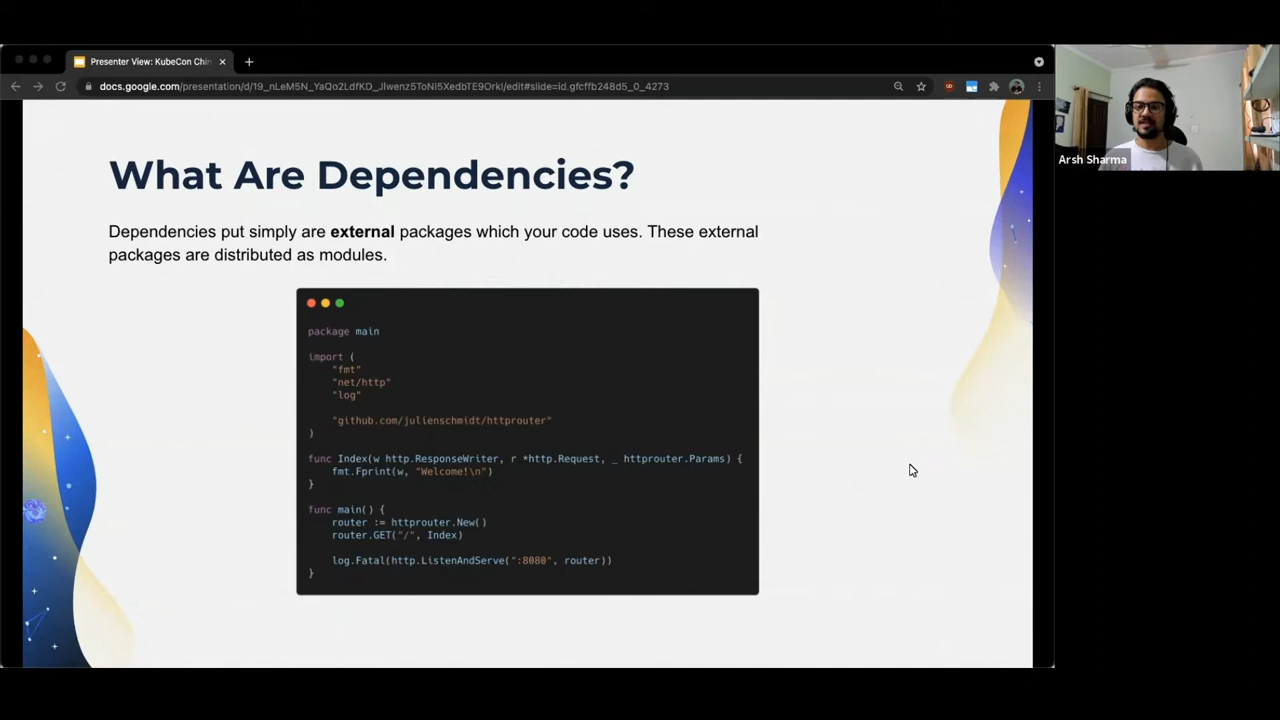 Presenter View: KubeCon Chin
docs.google.com/presentation/d/19_nLeM5N_YaQo2LdfKD_Jlwenz5ToNI5XedbTE9OrkI/edit#slide=id.gfcffb248d5_0_4273
What Are Dependencies?
Dependencies put simply are external packages which your code uses. These external
packages are distributed as modules.
package main
import (
"fmt"
"net/http"
"log"
"github.com/julienschmidt/httprouter"
)
func Index(w http.ResponseWriter, r *http.Request, _ httprouter.Params) {
fmt.Fprint(w, "Welcome!\n")
}
func main() {
router := httprouter.New()
router.GET("/", Index)
log.Fatal(http.ListenAndServe(":8080", router))
}
Arsh Sharma